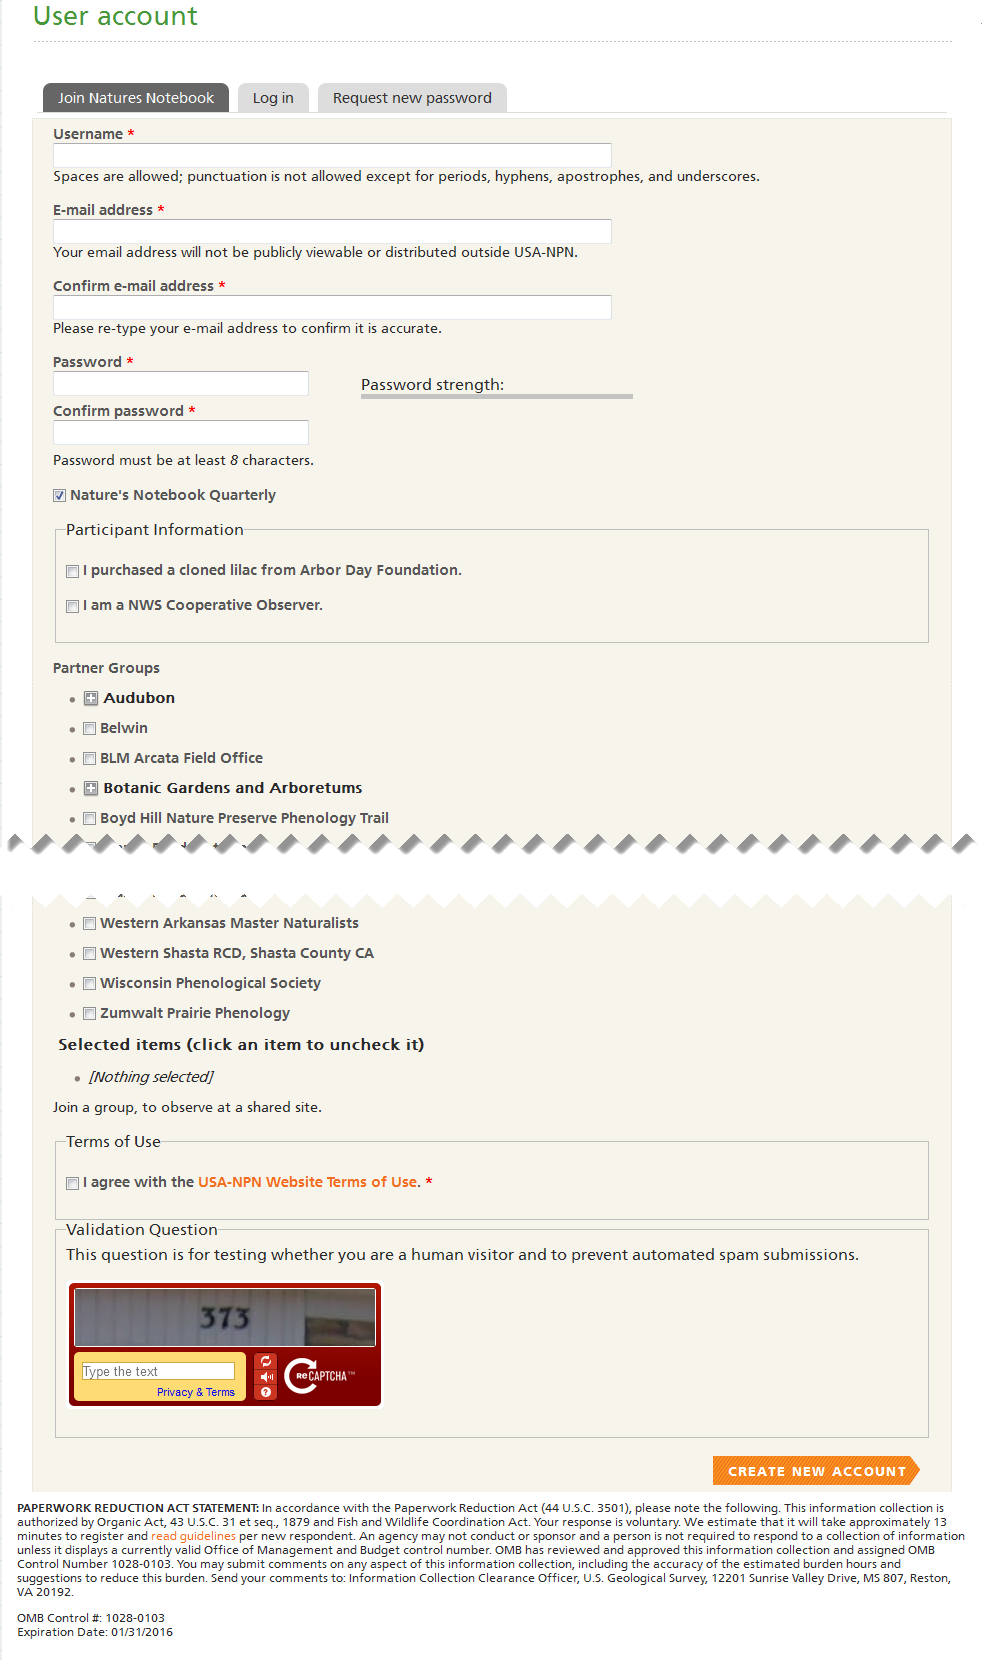 User account
Join Natures Notebook Log in Request new password
Username *
Spaces are allowed; punctuation is not allowed except for periods, hyphens, apostrophes, and underscores.
E-mail address *
Your email address will not be publicly viewable or distributed outside USA-NPN.
Confirm e-mail address *
Please re-type your e-mail address to confirm it is accurate.
Password *
Password strength:
Confirm password *
Password must be at least 8 characters.
Nature's Notebook Quarterly
Participant Information
I purchased a cloned lilac from Arbor Day Foundation.
I am a NWS Cooperative Observer.
Partner Groups
Audubon
Belwin
BLM Arcata Field Office
Botanic Gardens and Arboretums
Boyd Hill Nature Preserve Phenology Trail
Western Arkansas Master Naturalists
Western Shasta RCD, Shasta County CA
Wisconsin Phenological Society
Zumwalt Prairie Phenology
Selected items (click an item to uncheck it)
[Nothing selected]
Join a group, to observe at a shared site.
Terms of Use
I agree with the USA-NPN Website Terms of Use. *
Validation Question
This question is for testing whether you are a human visitor and to prevent automated spam submissions.
373
Type the text
Privacy & Terms
reCAPTCHA™
CREATE NEW ACCOUNT
PAPERWORK REDUCTION ACT STATEMENT: In accordance with the Paperwork Reduction Act (44 U.S.C. 3501), please note the following. This information collection is
authorized by Organic Act, 43 U.S.C. 31 et seq., 1879 and Fish and Wildlife Coordination Act. Your response is voluntary. We estimate that it will take approximately 13
minutes to register and read guidelines per new respondent. An agency may not conduct or sponsor and a person is not required to respond to a collection of information
unless it displays a currently valid Office of Management and Budget control number. OMB has reviewed and approved this information collection and assigned OMB
Control Number 1028-0103. You may submit comments on any aspect of this information collection, including the accuracy of the estimated burden hours and
suggestions to reduce this burden. Send your comments to: Information Collection Clearance Officer, U.S. Geological Survey, 12201 Sunrise Valley Drive, MS 807, Reston,
VA 20192.
OMB Control #: 1028-0103
Expiration Date: 01/31/2016